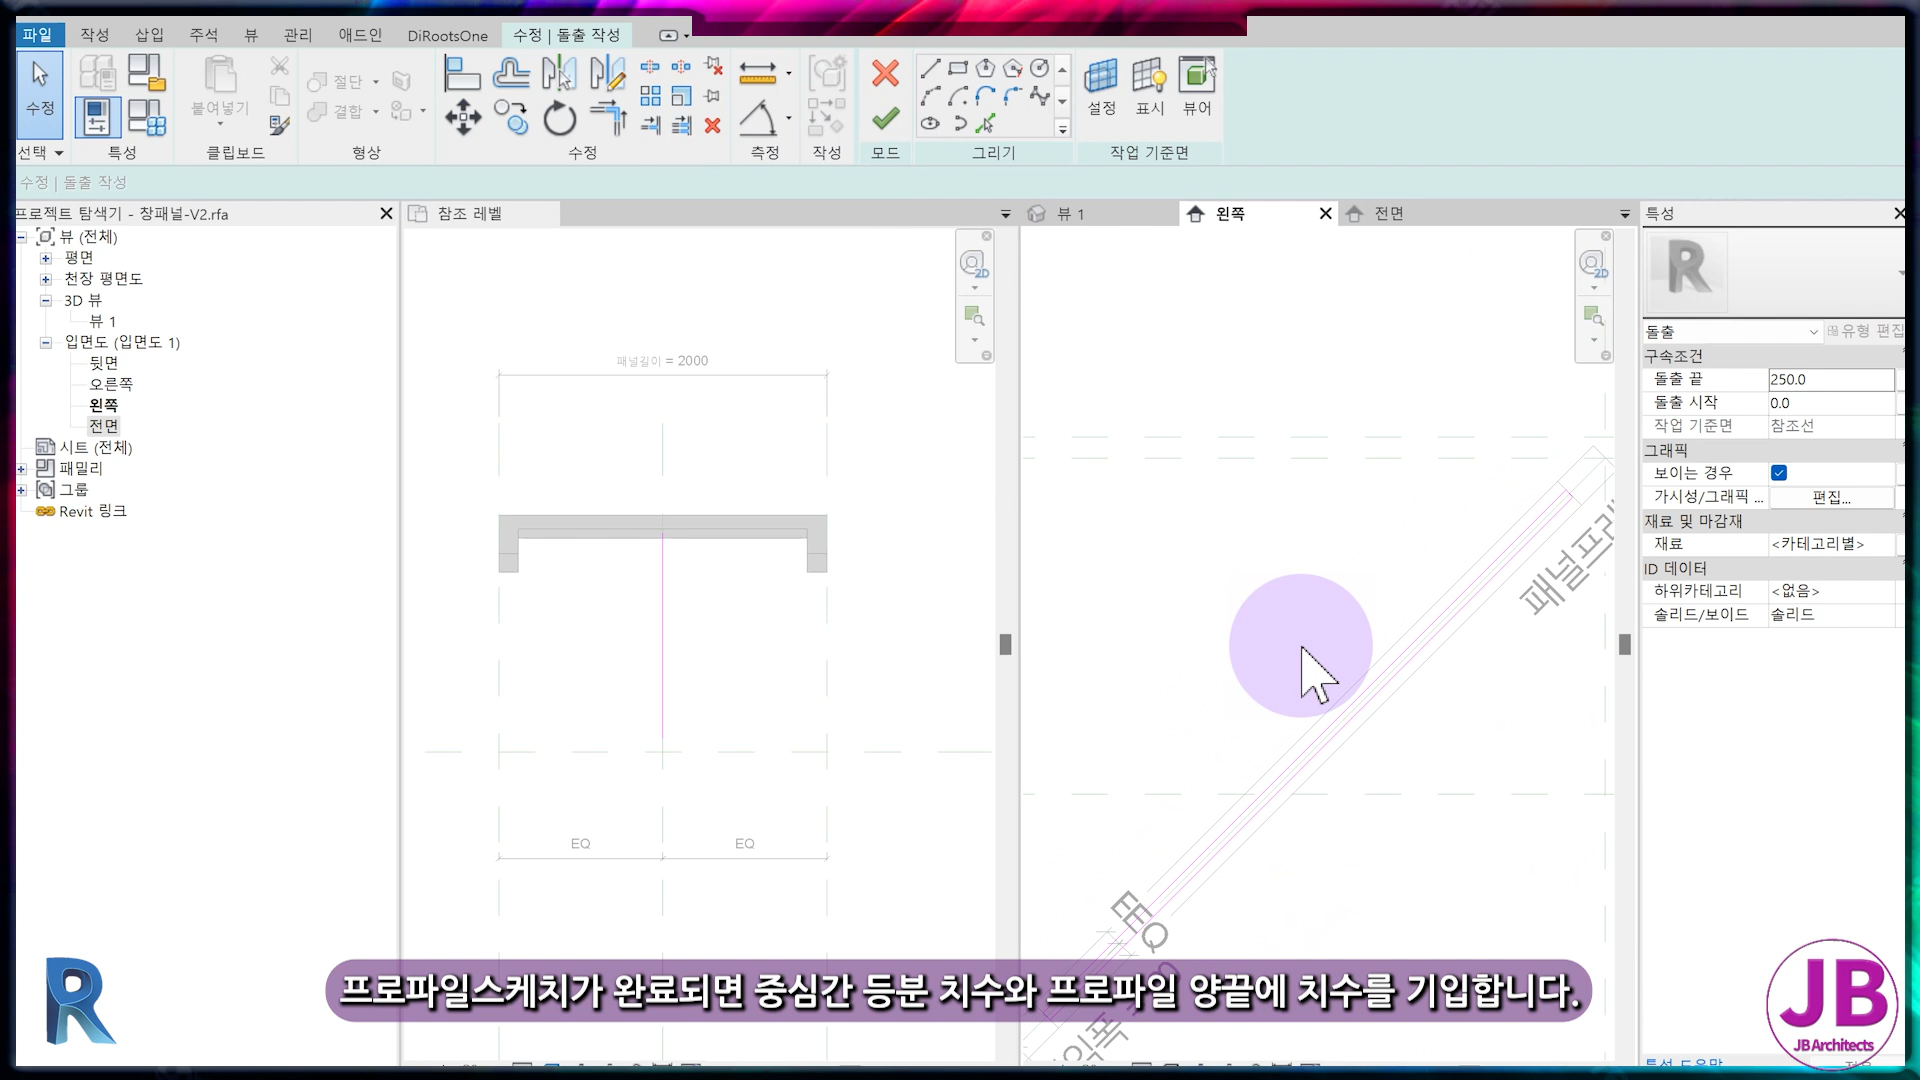 파일 작성 삽입 주석 뷰 관리 애드인 DiRootsOne 수정 | 돌출 작성
수정 붙여넣기 절단 결합 설정 표시 뷰어
선택 특성 클립보드 형상 수정 측정 작성 모드 그리기 작업 기준면
수정 | 돌출 작성
프로젝트 탐색기 - 창패널-V2.rfa
뷰 (전체)
평면
천장 평면도
3D 뷰
뷰 1
입면도 (입면도 1)
뒷면
오른쪽
왼쪽
전면
시트 (전체)
패밀리
그룹
Revit 링크
참조 레벨
패널길이 = 2000
EQ EQ
뷰 1 왼쪽 전면
2D
2D
EQ
특성
R
돌출 유형 편집
구속조건
돌출 끝 250.0
돌출 시작 0.0
작업 기준면 참조선
그래픽
보이는 경우
가시성/그래픽 ... 편집...
재료 및 마감재
재료 <카테고리별>
ID 데이터
하위카테고리 <없음>
솔리드/보이드 솔리드
프로파일스케치가 완료되면 중심간 등분 치수와 프로파일 양끝에 치수를 기입합니다.
R
JB
JB Architects